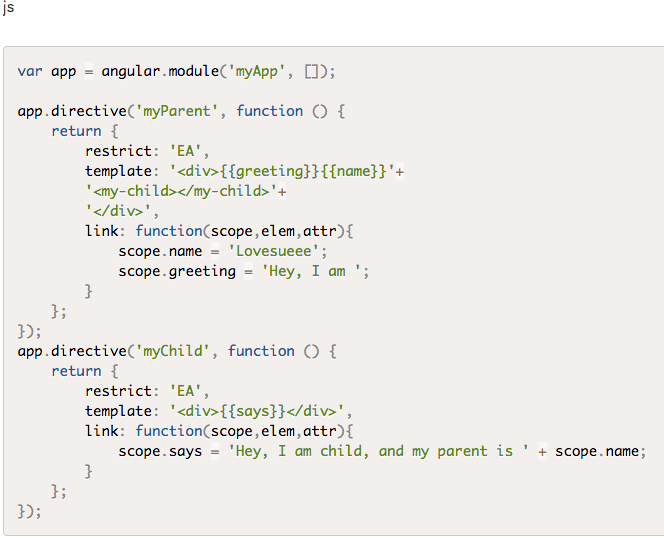 js
var app = angular.module('myApp', []);
app.directive('myParent', function () {
    return {
        restrict: 'EA',
        template: '<div>{{greeting}}{{name}}'+
        '<my-child></my-child>'+
        '</div>',
        link: function(scope,elem,attr){
            scope.name = 'Lovesueee';
            scope.greeting = 'Hey, I am ';
        }
    };
});
app.directive('myChild', function () {
    return {
        restrict: 'EA',
        template: '<div>{{says}}</div>',
        link: function(scope,elem,attr){
            scope.says = 'Hey, I am child, and my parent is ' + scope.name;
        }
    };
});